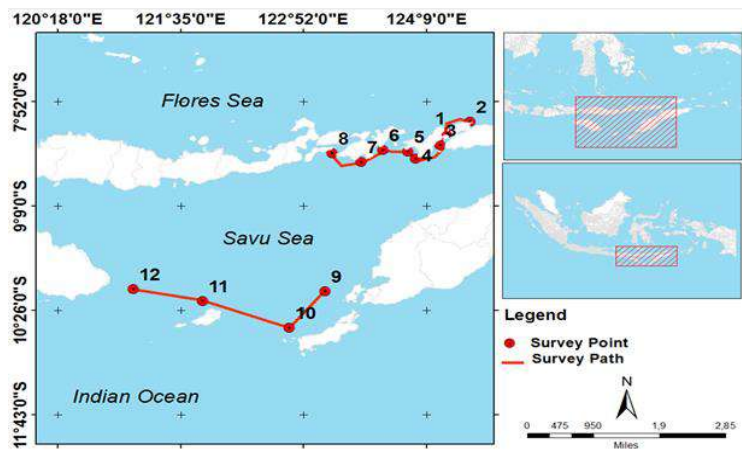 120°18'0"E 121°35'0"E 122°52'0"E 124°9'0"E
7°52'0"S
9°9'0"S
10°26'0"S
11°43'0"S
Flores Sea
1
2
3
8
7
6
5
4
Savu Sea
12
11
9
10
Indian Ocean
Legend
Survey Point
Survey Path
N
0 475 950 1,9 2,85
Miles